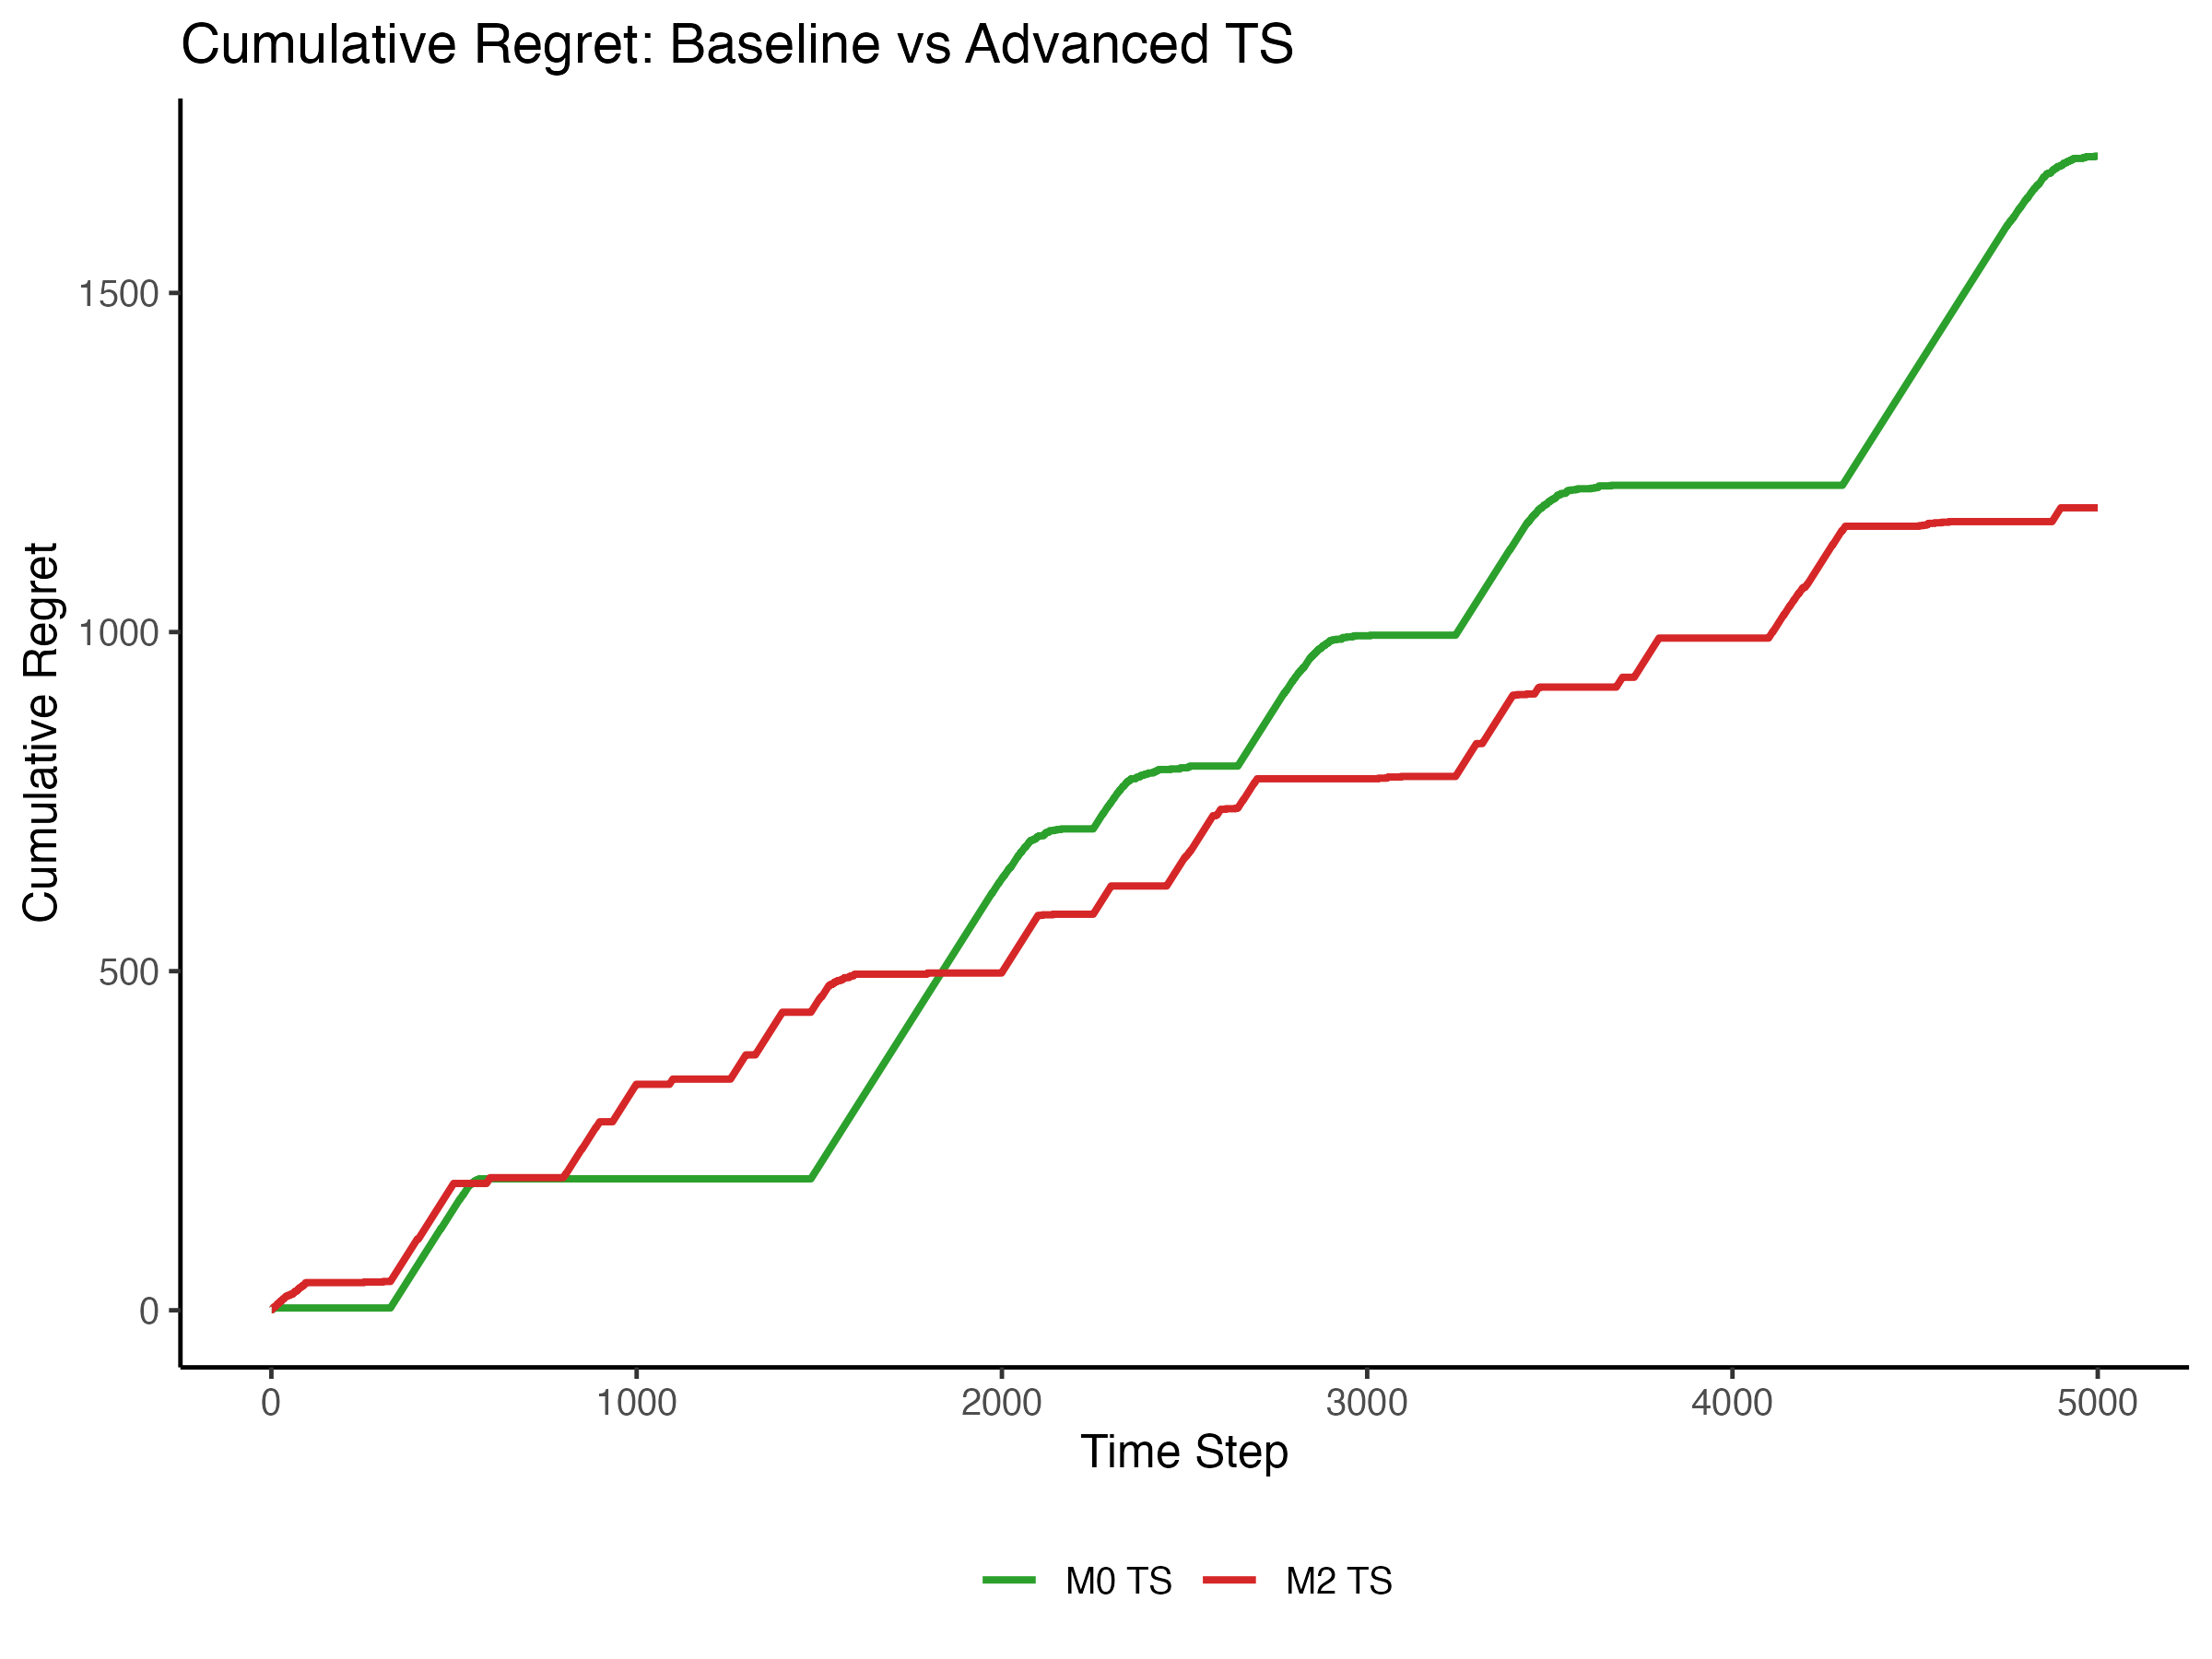 Cumulative Regret: Baseline vs Advanced TS
Cumulative Regret
1500
1000
500
0
0 1000 2000 3000 4000 5000
Time Step
M0 TS M2 TS